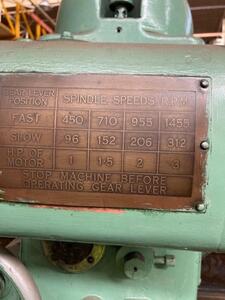 GEAR LEVER
POSITION
SPINDLE SPEEDS R.P.M.
FAST 450 710 955 1455
SLOW 96 152 206 312
H.P. OF
MOTOR 1 1·5 2 3
STOP MACHINE BEFORE
OPERATING GEAR LEVER